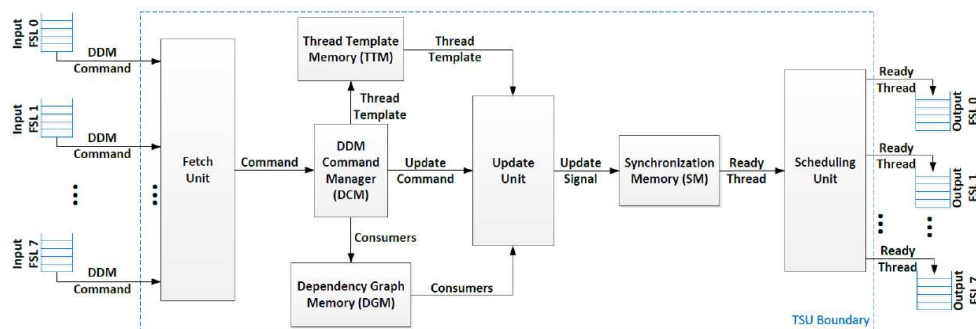 Input
FSL 0
DDM
Command
Input
FSL 1
DDM
Command
Input
FSL 7
DDM
Command
Fetch
Unit
Command
Thread Template
Memory (TTM)
Thread
Template
Thread
Template
DDM
Command
Manager
(DCM)
Update
Command
Consumers
Dependency Graph
Memory (DGM)
Consumers
Update
Unit
Update
Signal
Synchronization
Memory (SM)
Ready
Thread
Scheduling
Unit
Ready
Thread
Output
FSL 0
Ready
Thread
Output
FSL 1
Ready
Thread
Output
FSL 7
TSU Boundary